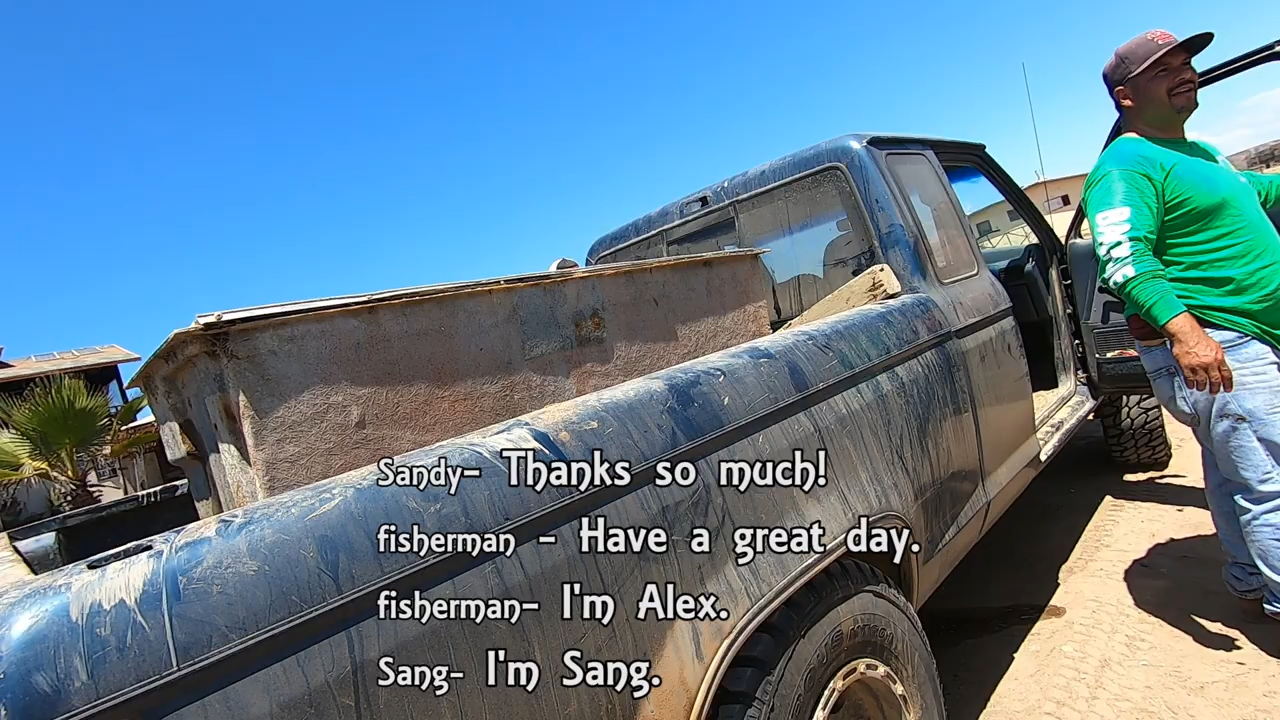 Sandy- Thanks so much!
fisherman - Have a great day.
fisherman- I'm Alex.
Sang- I'm Sang.